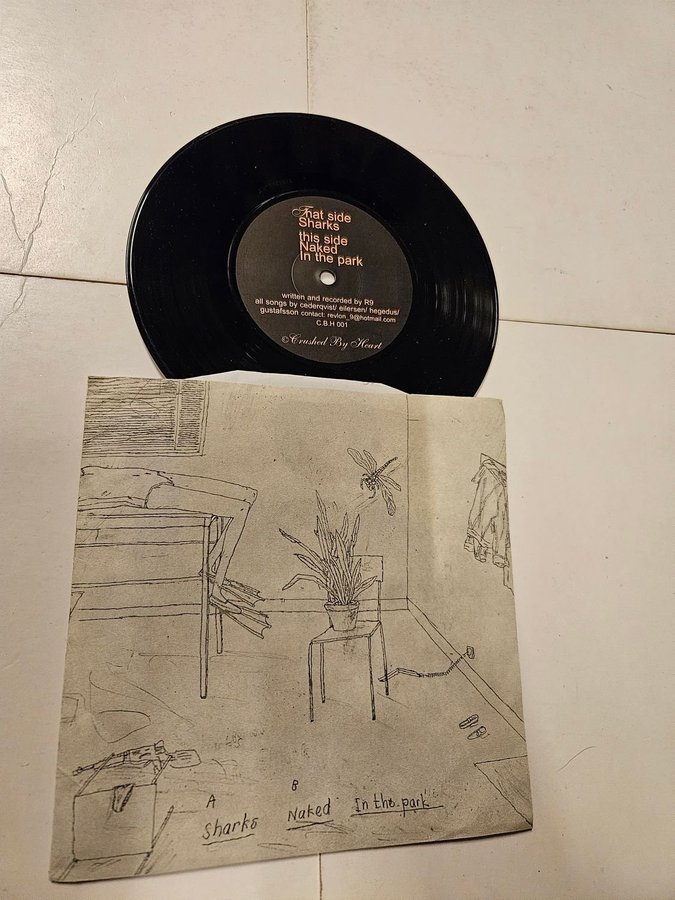 That side
Sharks
this side
Naked
In the park
written and recorded by R9
all songs by cederqvist/ eilersen/ hegedus/
gustafsson contact: revlon_9@hotmail.com
C.B.H 001
©Crushed By Heart
A
Sharks
B
Naked In the park